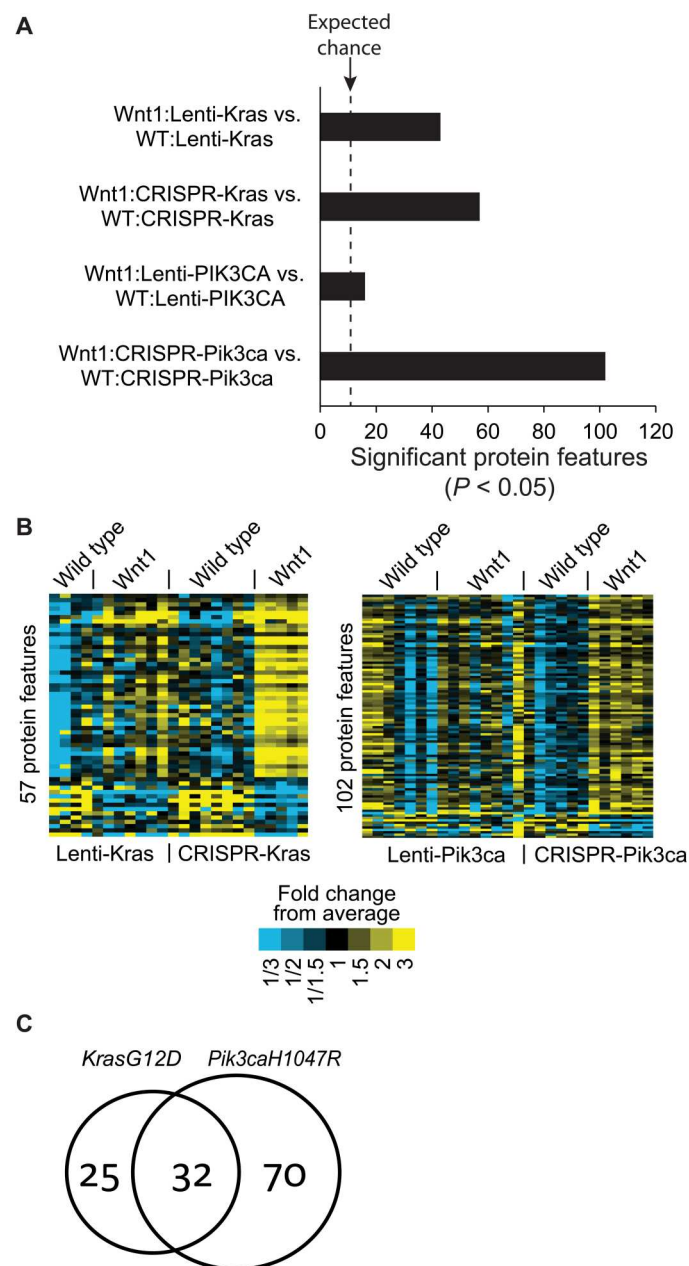 A
Expected
chance
Wnt1:Lenti-Kras vs.
WT:Lenti-Kras
Wnt1:CRISPR-Kras vs.
WT:CRISPR-Kras
Wnt1:Lenti-PIK3CA vs.
WT:Lenti-PIK3CA
Wnt1:CRISPR-Pik3ca vs.
WT:CRISPR-Pik3ca
0 20 40 60 80 100 120
Significant protein features
(P < 0.05)
B
Wild type | Wnt1 | Wild type | Wnt1
57 protein features
Lenti-Kras | CRISPR-Kras
Wild type | Wnt1 | Wild type | Wnt1
102 protein features
Lenti-Pik3ca | CRISPR-Pik3ca
Fold change
from average
1/3 1/2 1/1.5 1 1.5 2 3
C
KrasG12D Pik3caH1047R
25 32 70